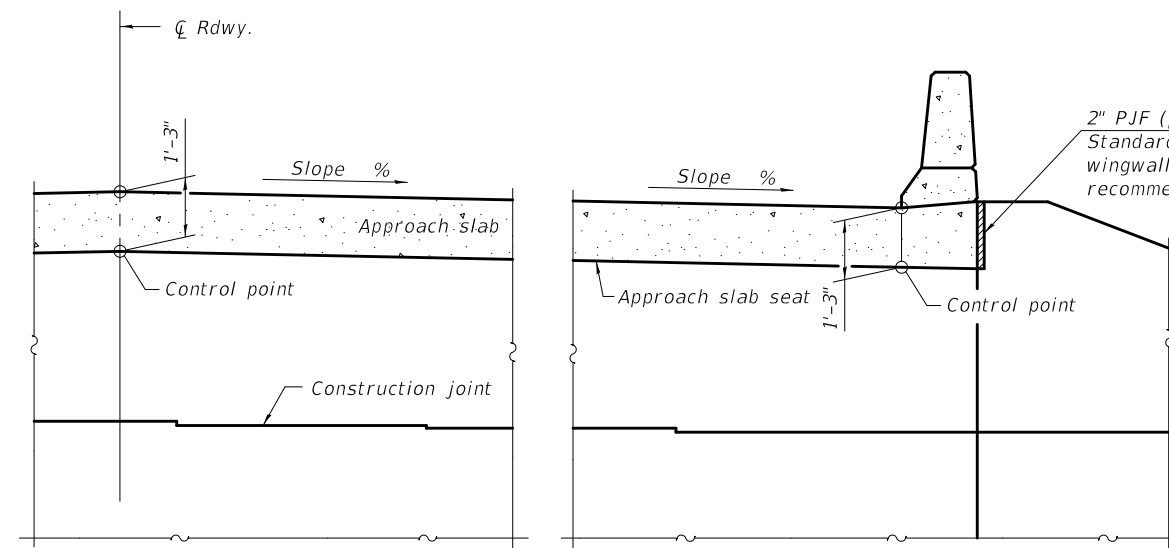 ℄ Rdwy.
1'-3"
Slope %
Approach slab
Control point
Construction joint
Slope %
Approach slab seat
1'-3"
Control point
2" PJF (
Standard
wingwall
recomme